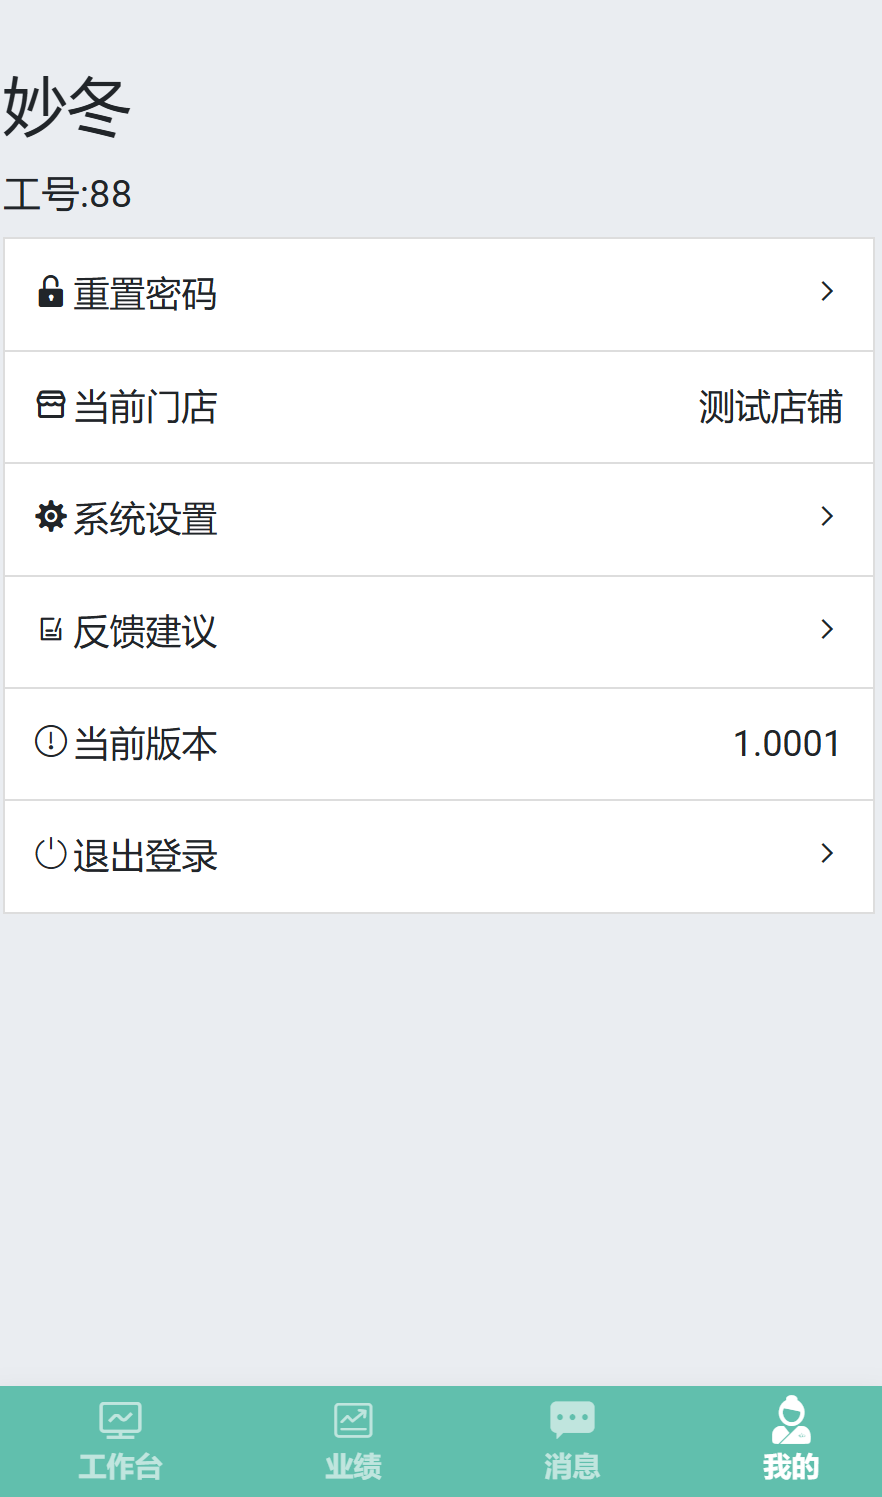 妙冬
工号:88
重置密码
当前门店 测试店铺
系统设置
反馈建议
当前版本 1.0001
退出登录
工作台 业绩 消息 我的